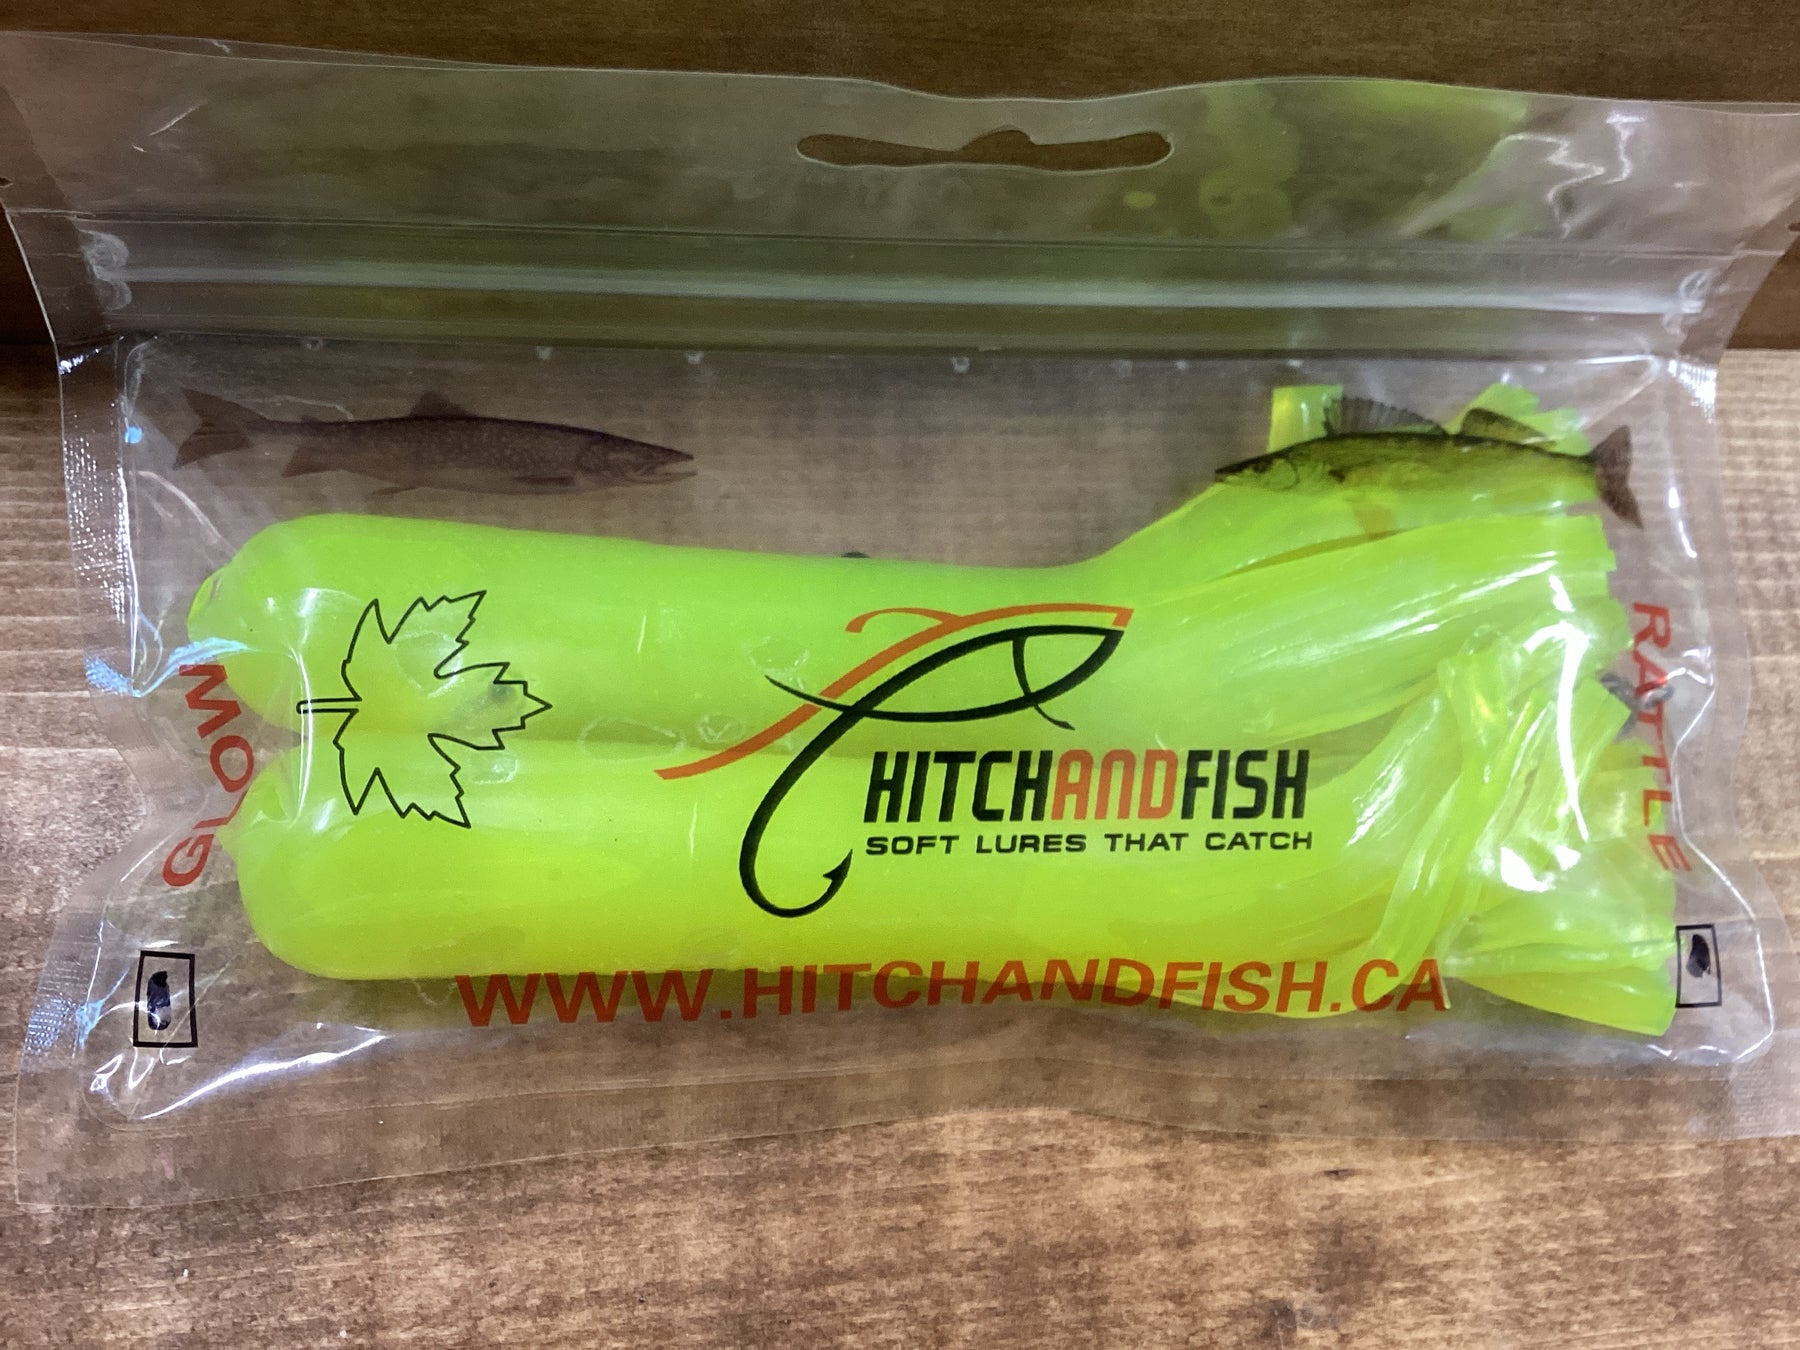 GLOW
HITCHANDFISH
SOFT LURES THAT CATCH
RATTLE
WWW.HITCHANDFISH.CA